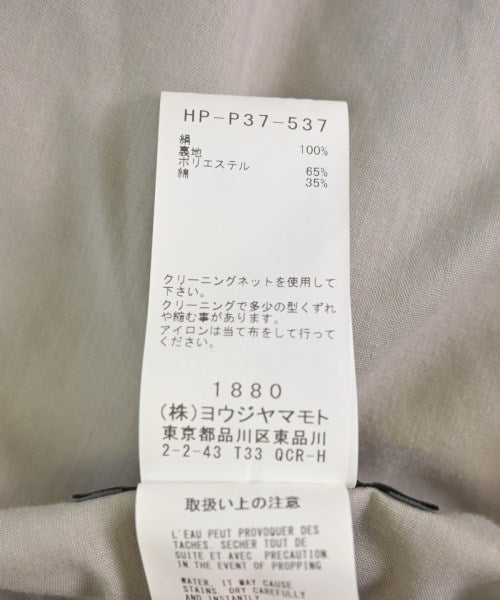 HP-P37-537
絹 100%
裏地
ポリエステル 65%
綿 35%
クリーニングネットを使用して
下さい。
クリーニングで多少の型くずれ
や縮む事があります。
アイロンは当て布をして行って
ください。
1880
(株)ヨウジヤマモト
東京都品川区東品川
2-2-43 T33 QCR-H
取扱い上の注意
L'EAU PEUT PROVOQUER DES
TACHES. SECHER TOUT DE
SUITE ET AVEC PRECAUTION.
IN THE EVENT OF PROPPING
WATER, IT MAY CAUSE
STAINS. DRY CAREFULLY
AND INSTANTLY